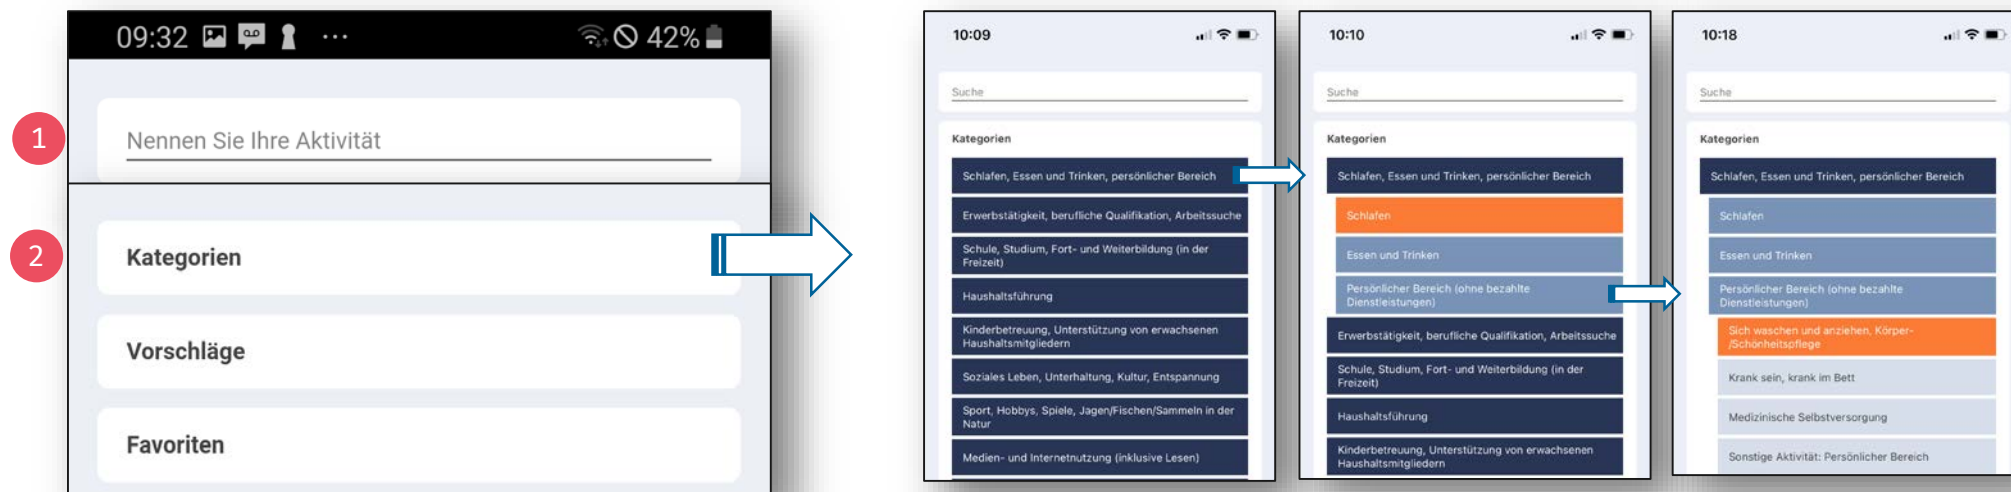 09:32 ... 42%
1
Nennen Sie Ihre Aktivität
2
Kategorien
Vorschläge
Favoriten
10:09
Suche
Kategorien
Schlafen, Essen und Trinken, persönlicher Bereich
Erwerbstätigkeit, berufliche Qualifikation, Arbeitssuche
Schule, Studium, Fort- und Weiterbildung (in der
Freizeit)
Haushaltsführung
Kinderbetreuung, Unterstützung von erwachsenen
Haushaltsmitgliedern
Soziales Leben, Unterhaltung, Kultur, Entspannung
Sport, Hobbys, Spiele, Jagen/Fischen/Sammeln in der
Natur
Medien- und Internetnutzung (inklusive Lesen)
10:10
Suche
Kategorien
Schlafen, Essen und Trinken, persönlicher Bereich
Schlafen
Essen und Trinken
Persönlicher Bereich (ohne bezahlte
Dienstleistungen)
Erwerbstätigkeit, berufliche Qualifikation, Arbeitssuche
Schule, Studium, Fort- und Weiterbildung (in der
Freizeit)
Haushaltsführung
Kinderbetreuung, Unterstützung von erwachsenen
Haushaltsmitgliedern
10:18
Suche
Kategorien
Schlafen, Essen und Trinken, persönlicher Bereich
Schlafen
Essen und Trinken
Persönlicher Bereich (ohne bezahlte
Dienstleistungen)
Sich waschen und anziehen, Körper-
/Schönheitspflege
Krank sein, krank im Bett
Medizinische Selbstversorgung
Sonstige Aktivität: Persönlicher Bereich